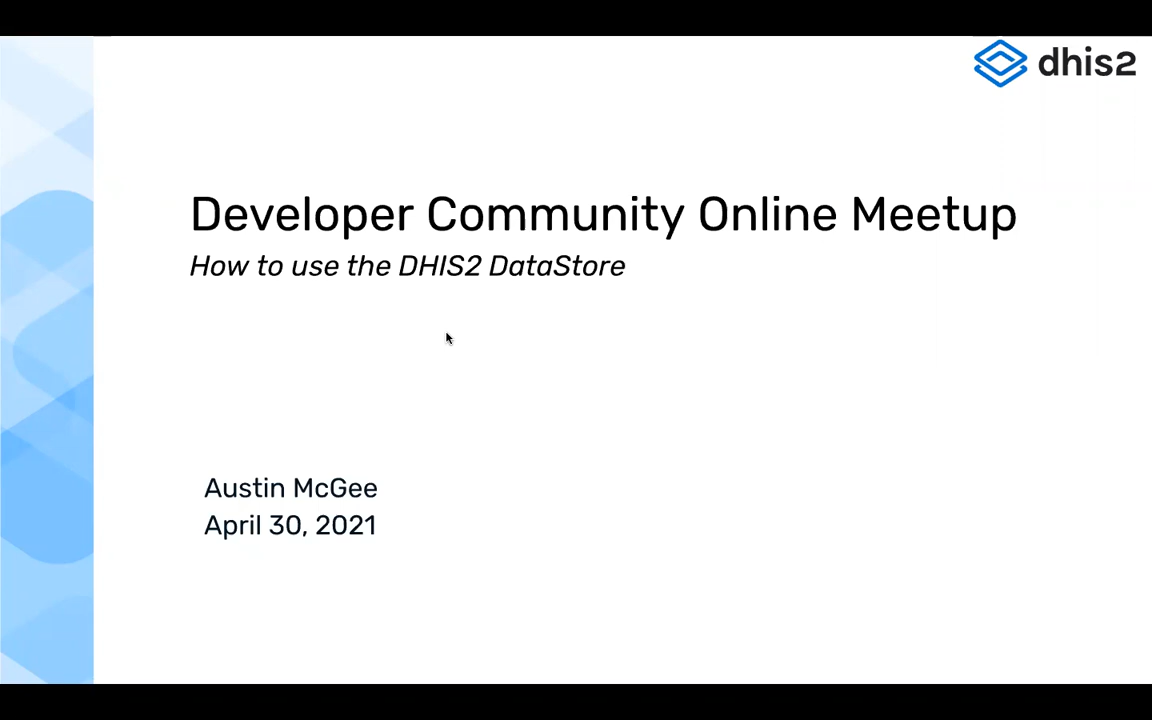 dhis2
Developer Community Online Meetup
How to use the DHIS2 DataStore
Austin McGee
April 30, 2021